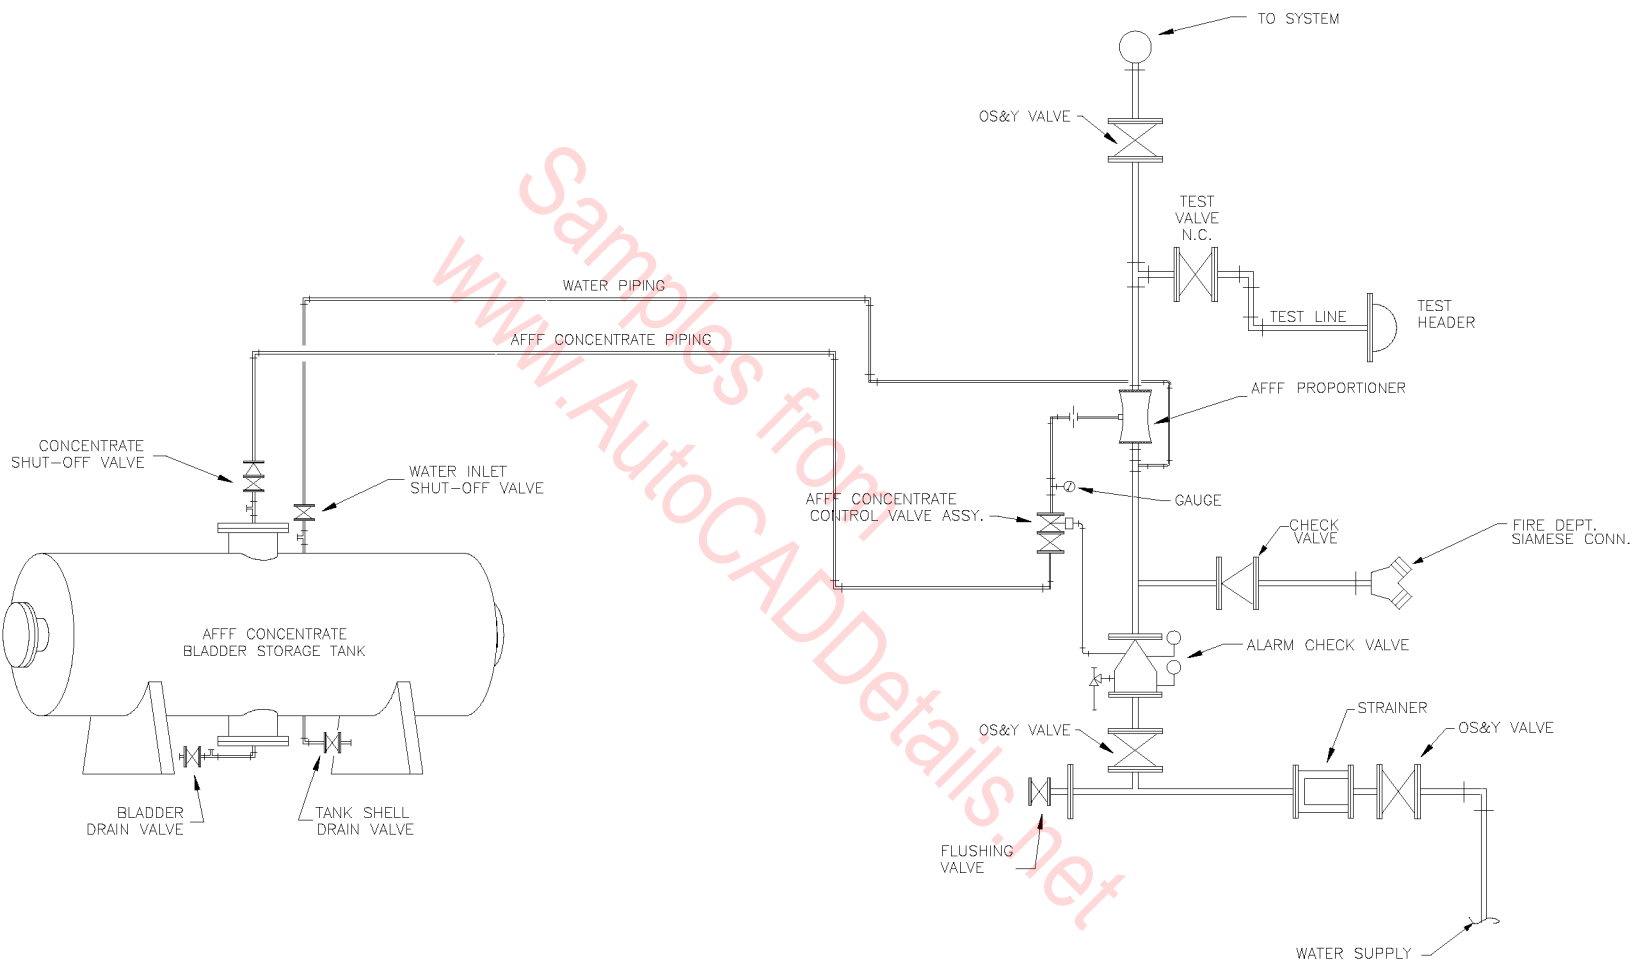 TO SYSTEM
OS&Y VALVE
TEST
VALVE
N.C.
WATER PIPING
TEST LINE
TEST
HEADER
AFFF CONCENTRATE PIPING
AFFF PROPORTIONER
CONCENTRATE
SHUT-OFF VALVE
WATER INLET
SHUT-OFF VALVE
AFFF CONCENTRATE
CONTROL VALVE ASSY.
GAUGE
CHECK
VALVE
FIRE DEPT.
SIAMESE CONN.
AFFF CONCENTRATE
BLADDER STORAGE TANK
ALARM CHECK VALVE
OS&Y VALVE
STRAINER
OS&Y VALVE
BLADDER
DRAIN VALVE
TANK SHELL
DRAIN VALVE
FLUSHING
VALVE
WATER SUPPLY
Samples from
www.AutoCADDetails.net